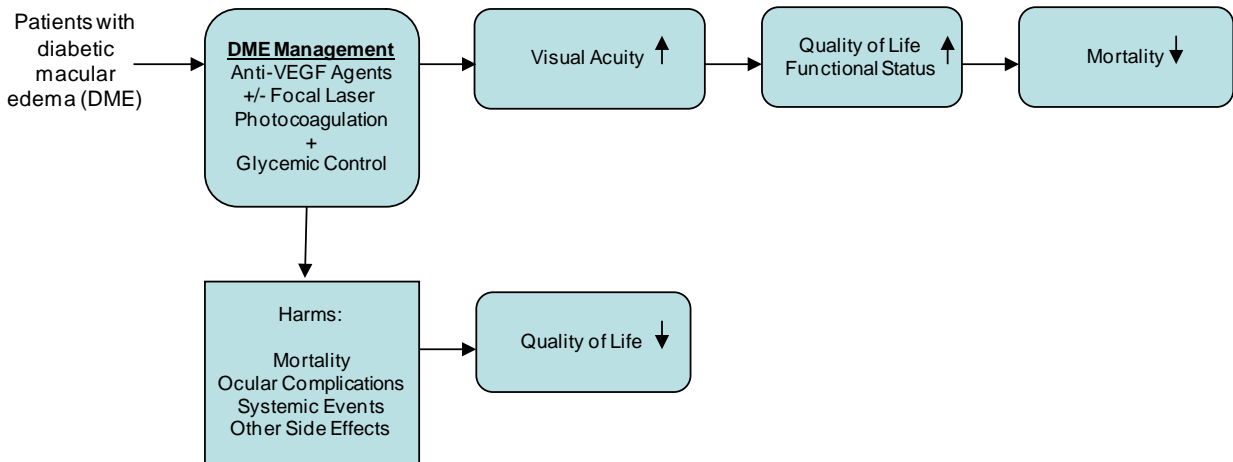 Patients with
diabetic
macular
edema (DME)
DME Management
Anti-VEGF Agents
+/- Focal Laser
Photocoagulation
+
Glycemic Control
Visual Acuity
Quality of Life
Functional Status
Mortality
Harms:
Mortality
Ocular Complications
Systemic Events
Other Side Effects
Quality of Life